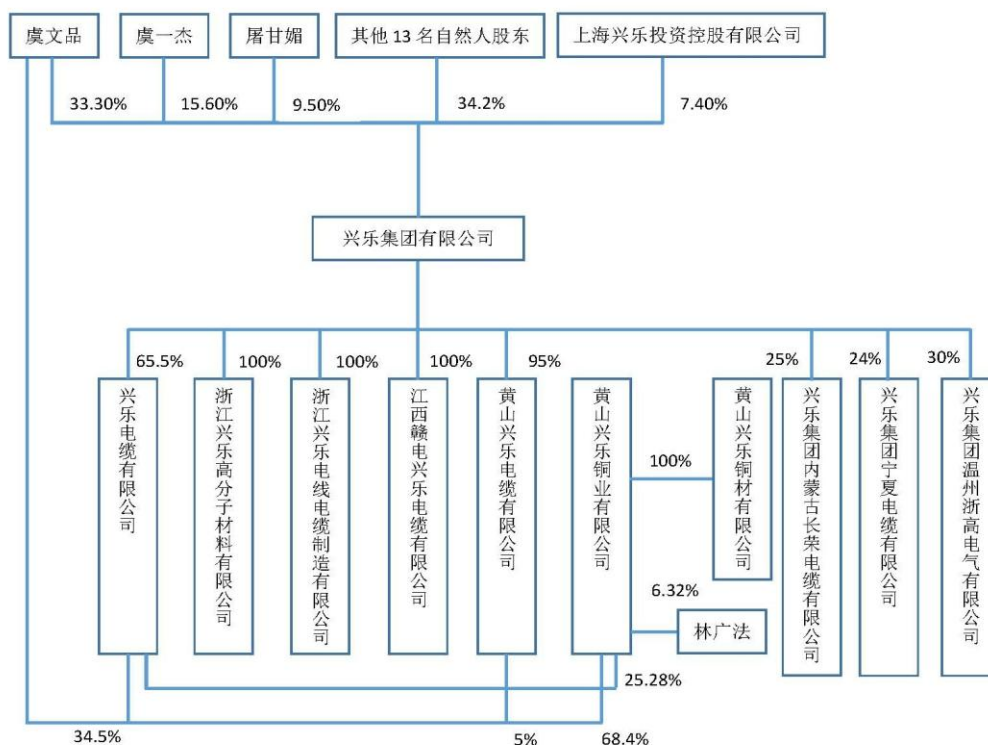 虞文品
虞一杰
屠甘媚
其他 13 名自然人股东
上海兴乐投资控股有限公司
33.30%
15.60%
9.50%
34.2%
7.40%
兴乐集团有限公司
65.5%
100%
100%
100%
95%
25%
24%
30%
兴乐电缆有限公司
浙江兴乐高分子材料有限公司
浙江兴乐电线电缆制造有限公司
江西赣电兴乐电缆有限公司
黄山兴乐电缆有限公司
黄山兴乐铜业有限公司
100%
黄山兴乐铜材有限公司
兴乐集团内蒙古长荣电缆有限公司
兴乐集团宁夏电缆有限公司
兴乐集团温州浙高电气有限公司
6.32%
林广法
25.28%
34.5%
5%
68.4%